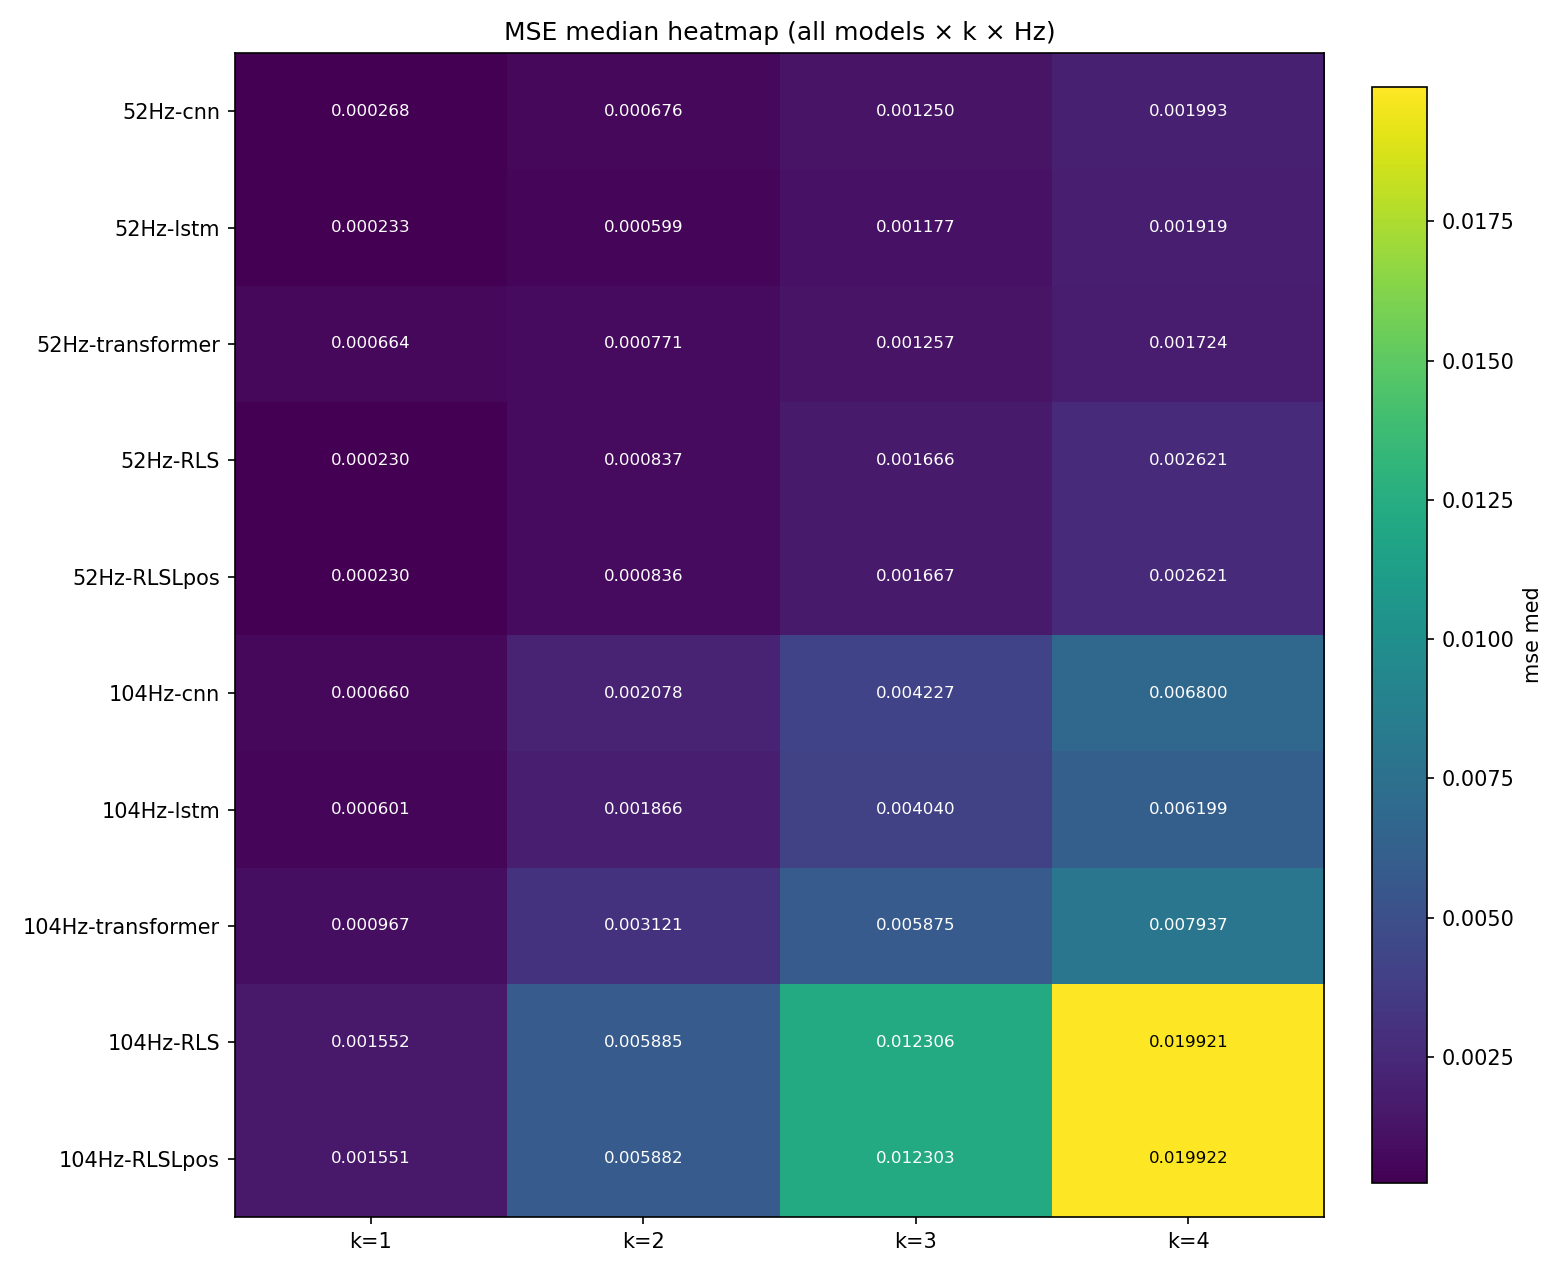 MSE median heatmap (all models × k × Hz)
52Hz-cnn 0.000268 0.000676 0.001250 0.001993
52Hz-lstm 0.000233 0.000599 0.001177 0.001919
52Hz-transformer 0.000664 0.000771 0.001257 0.001724
52Hz-RLS 0.000230 0.000837 0.001666 0.002621
52Hz-RLSLpos 0.000230 0.000836 0.001667 0.002621
104Hz-cnn 0.000660 0.002078 0.004227 0.006800
104Hz-lstm 0.000601 0.001866 0.004040 0.006199
104Hz-transformer 0.000967 0.003121 0.005875 0.007937
104Hz-RLS 0.001552 0.005885 0.012306 0.019921
104Hz-RLSLpos 0.001551 0.005882 0.012303 0.019922
k=1 k=2 k=3 k=4
0.0175
0.0150
0.0125
0.0100
0.0075
0.0050
0.0025
mse med